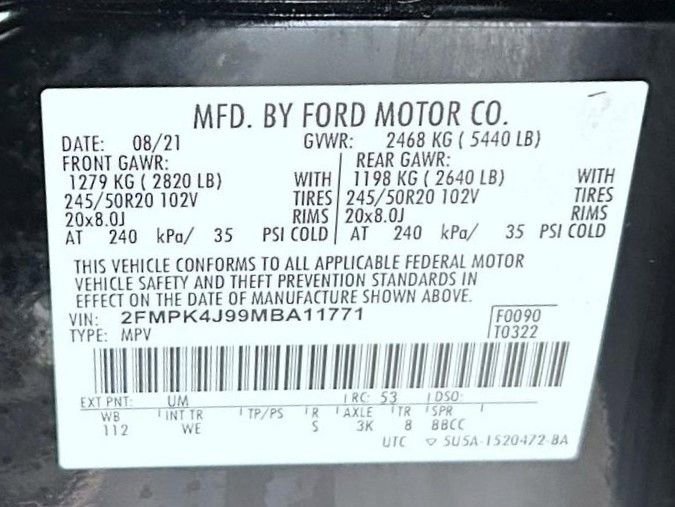 MFD. BY FORD MOTOR CO.
DATE: 08/21 GVWR: 2468 KG ( 5440 LB)
FRONT GAWR: REAR GAWR:
1279 KG ( 2820 LB) WITH 1198 KG ( 2640 LB) WITH
245/50R20 102V TIRES 245/50R20 102V TIRES
20x8.0J RIMS 20x8.0J RIMS
AT 240 kPa/ 35 PSI COLD AT 240 kPa/ 35 PSI COLD
THIS VEHICLE CONFORMS TO ALL APPLICABLE FEDERAL MOTOR
VEHICLE SAFETY AND THEFT PREVENTION STANDARDS IN
EFFECT ON THE DATE OF MANUFACTURE SHOWN ABOVE.
VIN: 2FMPK4J99MBA11771 F0090
TYPE: MPV T0322
EXT PNT: UM RC: 53 DSO:
WB INT TR TP/PS R AXLE TR SPR
112 WE S 3K 8 BBCC
UTC ▽ 5U5A-1520472-BA